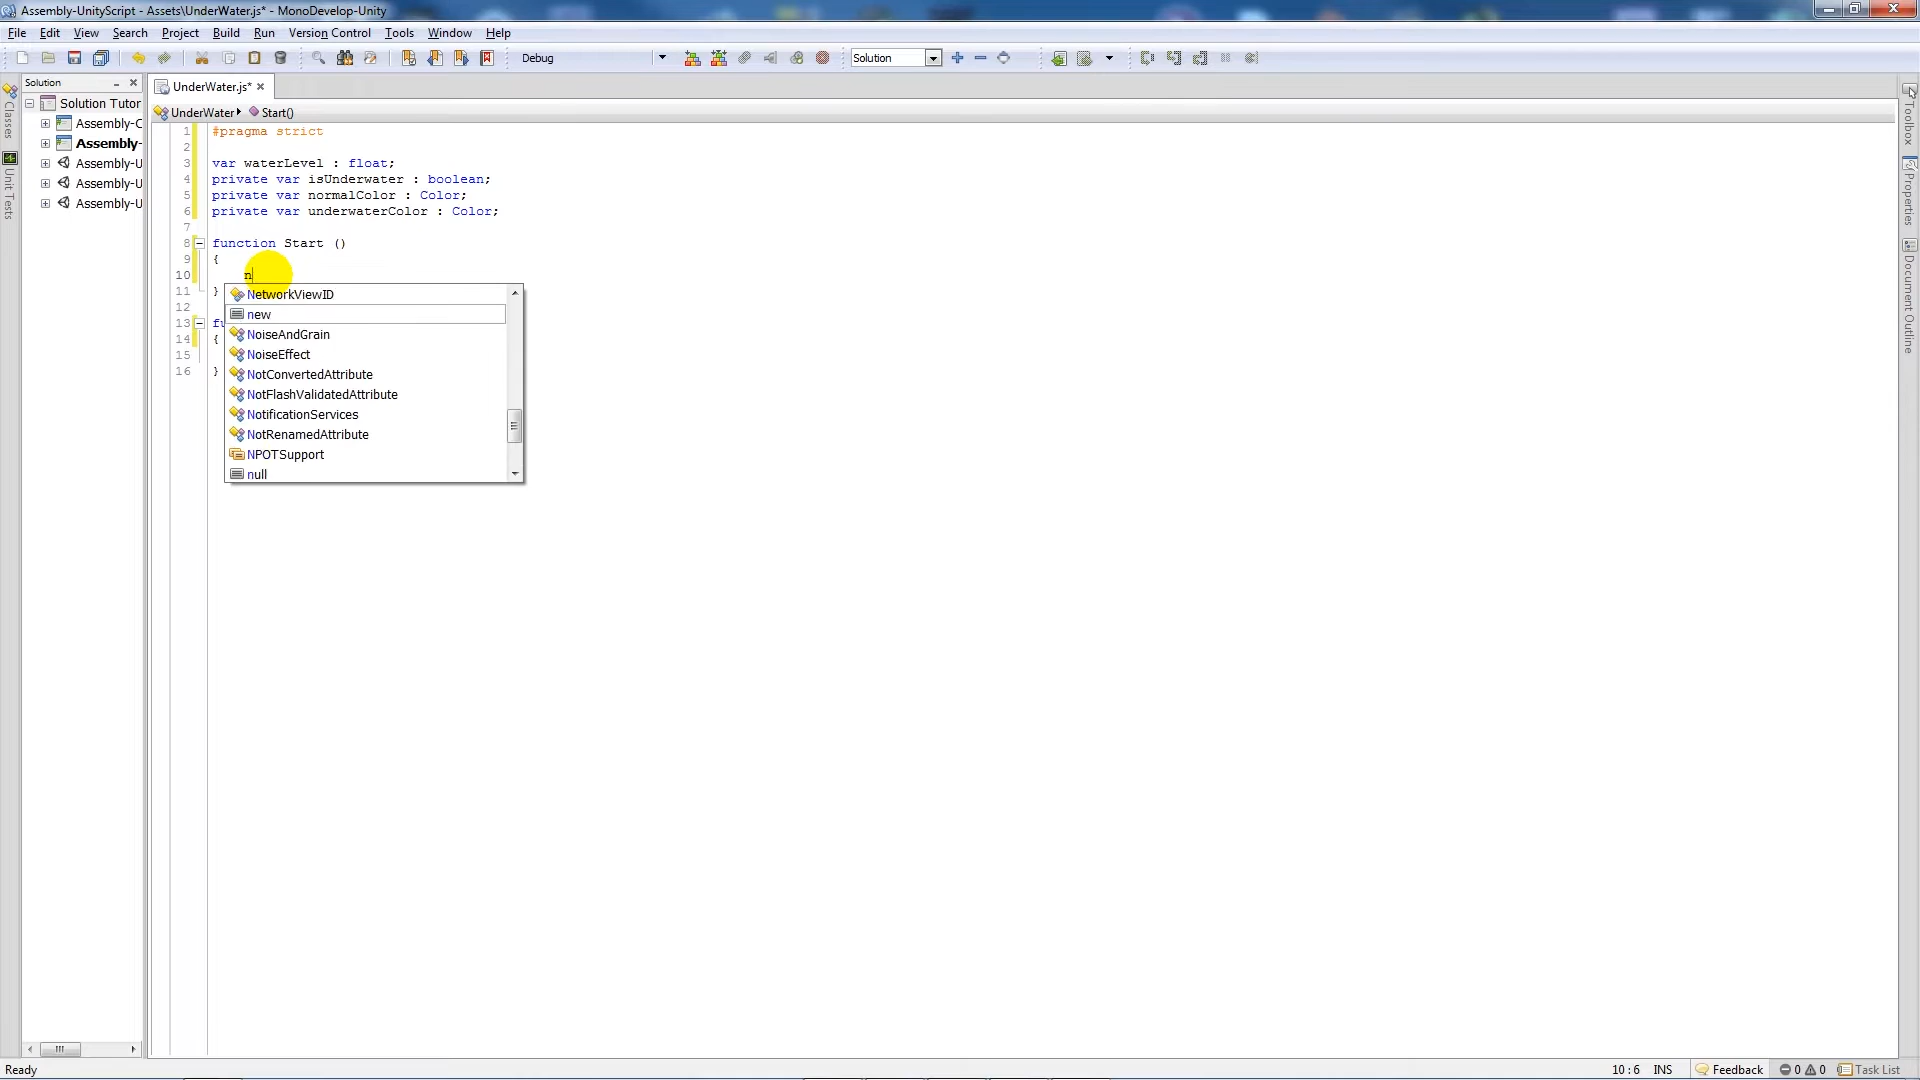 Assembly-UnityScript - Assets\UnderWater.js* - MonoDevelop-Unity
File Edit View Search Project Build Run Version Control Tools Window Help
Debug Solution
Solution
UnderWater.js*
Solution Tutor
UnderWater Start()
Assembly-C
Assembly-
Assembly-U
Assembly-U
Assembly-U
Classes
Unit Tests
Toolbox
Properties
Document Outline
1 #pragma strict
2
3 var waterLevel : float;
4 private var isUnderwater : boolean;
5 private var normalColor : Color;
6 private var underwaterColor : Color;
7
8 function Start ()
9 {
10 n
11 }
12
13 fu
14 {
15
16 }
NetworkViewID
new
NoiseAndGrain
NoiseEffect
NotConvertedAttribute
NotFlashValidatedAttribute
NotificationServices
NotRenamedAttribute
NPOTSupport
null
Ready 10 : 6 INS Feedback 0 0 Task List